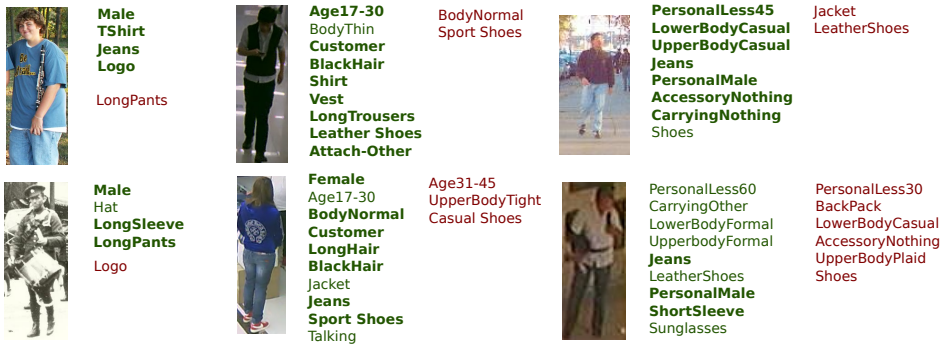 Male
TShirt
Jeans
Logo
LongPants
Age17-30
BodyThin
Customer
BlackHair
Shirt
Vest
LongTrousers
Leather Shoes
Attach-Other
BodyNormal
Sport Shoes
PersonalLess45
LowerBodyCasual
UpperBodyCasual
Jeans
PersonalMale
AccessoryNothing
CarryingNothing
Shoes
Jacket
LeatherShoes
Male
Hat
LongSleeve
LongPants
Logo
Female
Age17-30
BodyNormal
Customer
LongHair
BlackHair
Jacket
Jeans
Sport Shoes
Talking
Age31-45
UpperBodyTight
Casual Shoes
PersonalLess60
CarryingOther
LowerBodyFormal
UpperbodyFormal
Jeans
LeatherShoes
PersonalMale
ShortSleeve
Sunglasses
PersonalLess30
BackPack
LowerBodyCasual
AccessoryNothing
UpperBodyPlaid
Shoes